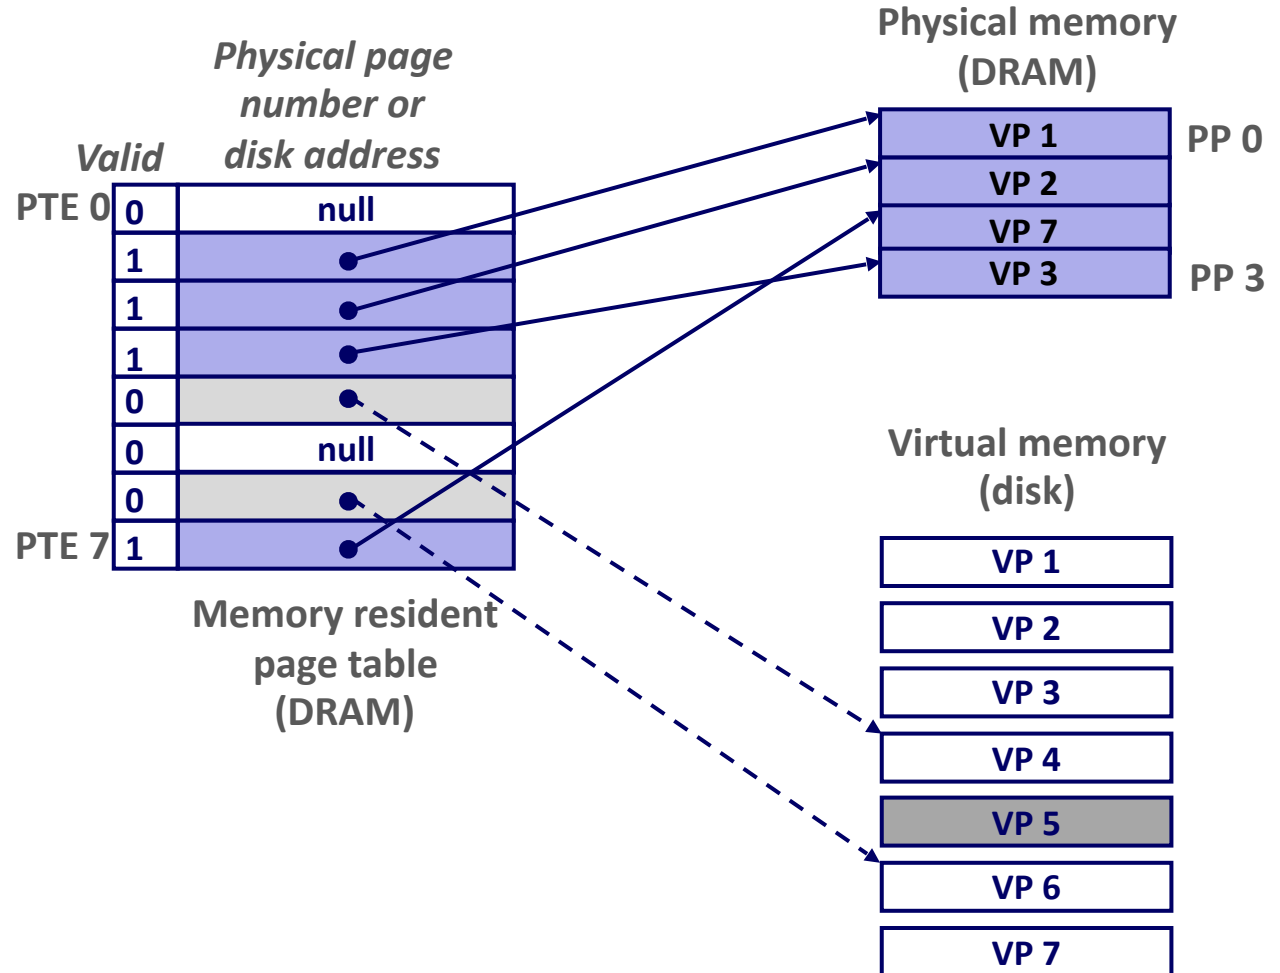 Physical page
number or
disk address
Valid
PTE 0
0
null
1
1
1
0
0
null
0
PTE 7
1
Memory resident
page table
(DRAM)
Physical memory
(DRAM)
VP 1
PP 0
VP 2
VP 7
VP 3
PP 3
Virtual memory
(disk)
VP 1
VP 2
VP 3
VP 4
VP 5
VP 6
VP 7